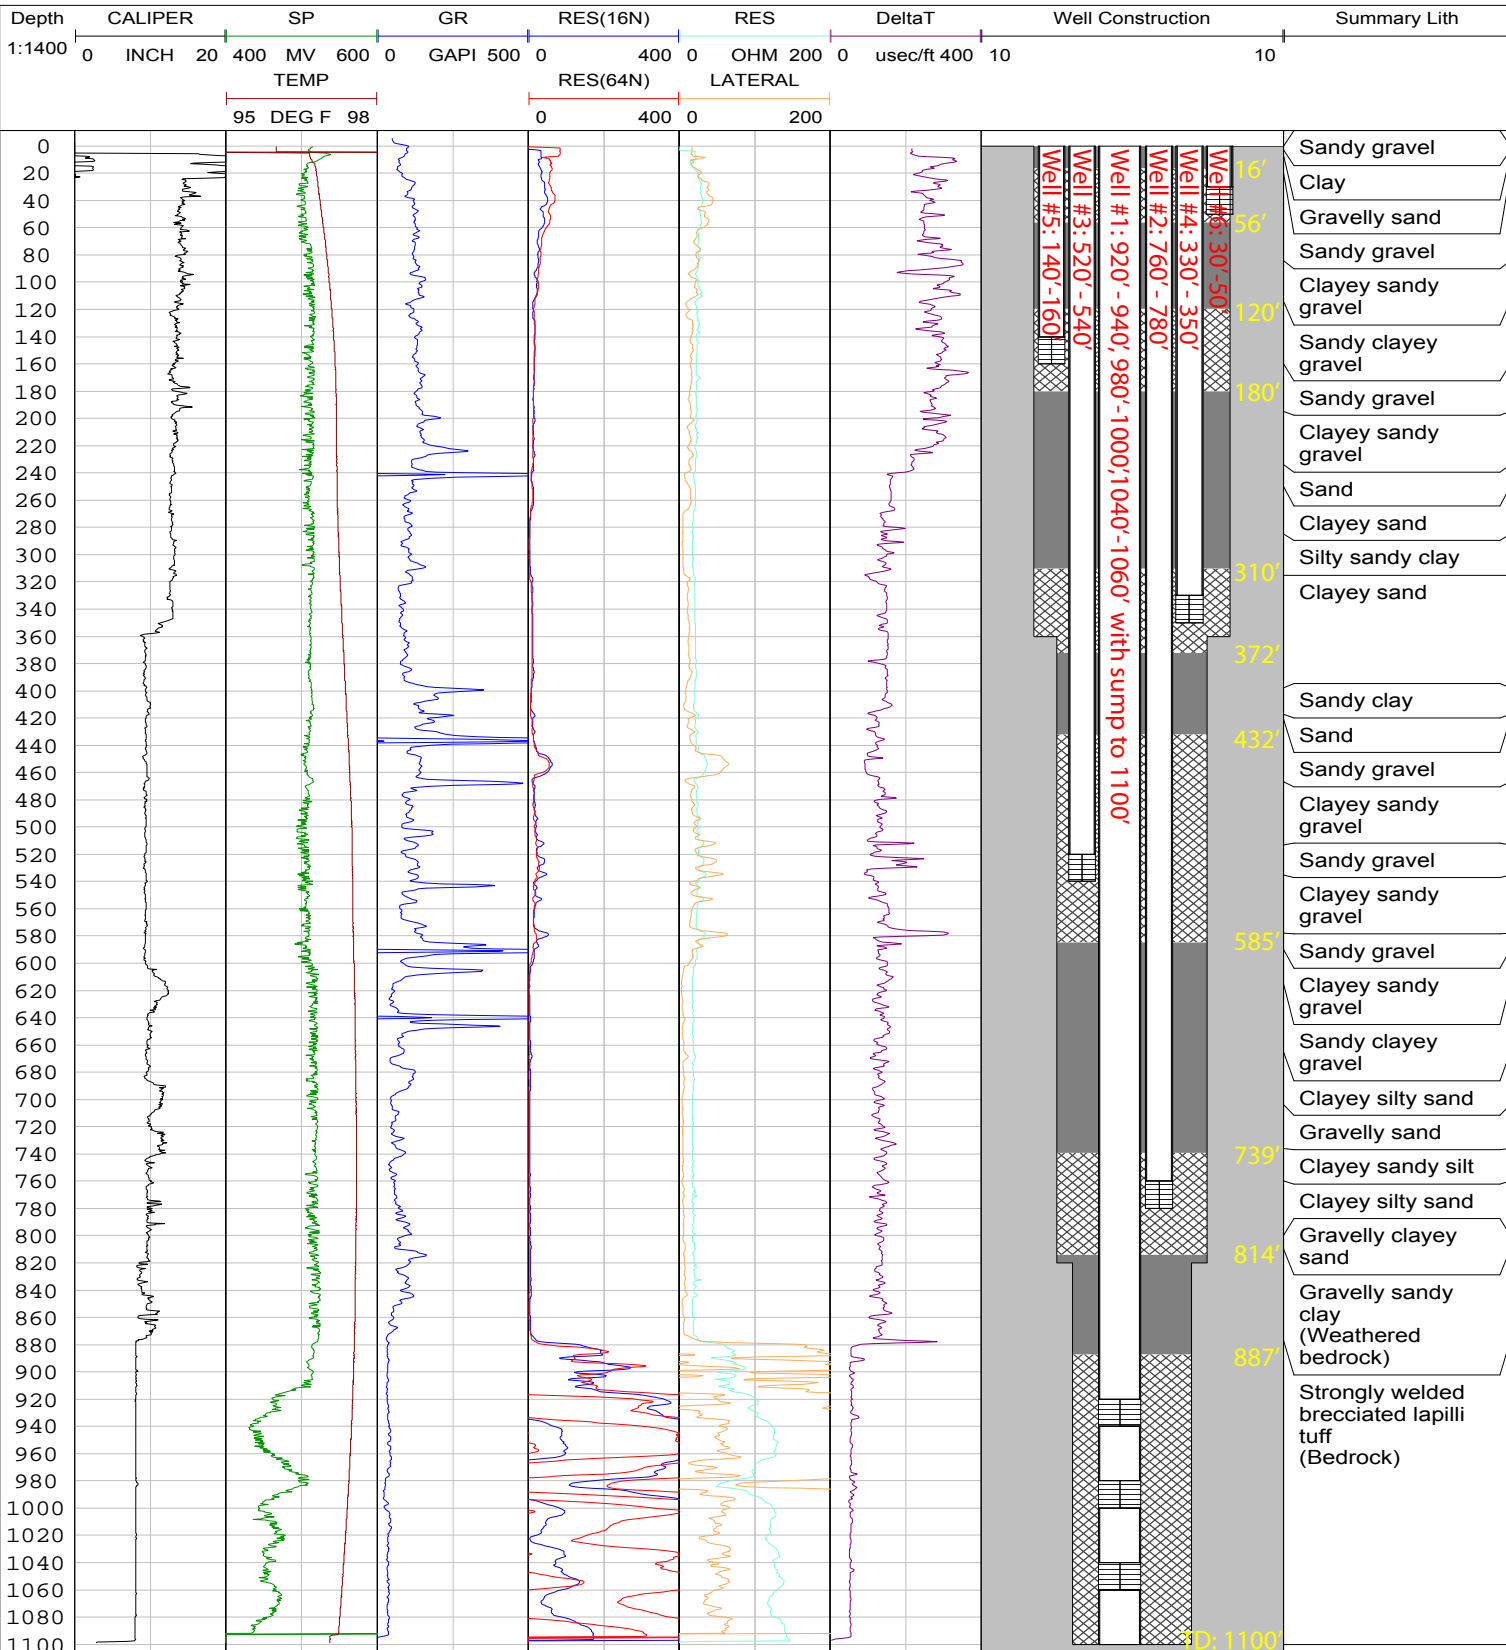 Depth CALIPER SP GR RES(16N) RES DeltaT Well Construction Summary Lith
1:1400 0 INCH 20 400 MV 600 0 GAPI 500 0 400 0 OHM 200 0 usec/ft 400 10 10
TEMP RES(64N) LATERAL
95 DEG F 98 0 400 0 200
0
20
40
60
80
100
120
140
160
180
200
220
240
260
280
300
320
340
360
380
400
420
440
460
480
500
520
540
560
580
600
620
640
660
680
700
720
740
760
780
800
820
840
860
880
900
920
940
960
980
1000
1020
1040
1060
1080
1100
Well #5: 140'-160'
Well #3: 520' - 540'
Well #1: 920' - 940', 980'-1000',1040'-1060' with sump to 1100'
Well #2: 760' - 780'
Well #4: 330' - 350'
Well #6: 30' -50'
16'
56'
120'
180'
310'
372'
432'
585'
739'
814'
887'
TD: 1100'
Sandy gravel
Clay
Gravelly sand
Sandy gravel
Clayey sandy
gravel
Sandy clayey
gravel
Sandy gravel
Clayey sandy
gravel
Sand
Clayey sand
Silty sandy clay
Clayey sand
Sandy clay
Sand
Sandy gravel
Clayey sandy
gravel
Sandy gravel
Clayey sandy
gravel
Sandy gravel
Clayey sandy
gravel
Sandy clayey
gravel
Clayey silty sand
Gravelly sand
Clayey sandy silt
Clayey silty sand
Gravelly clayey
sand
Gravelly sandy
clay
(Weathered
bedrock)
Strongly welded
brecciated lapilli
tuff
(Bedrock)